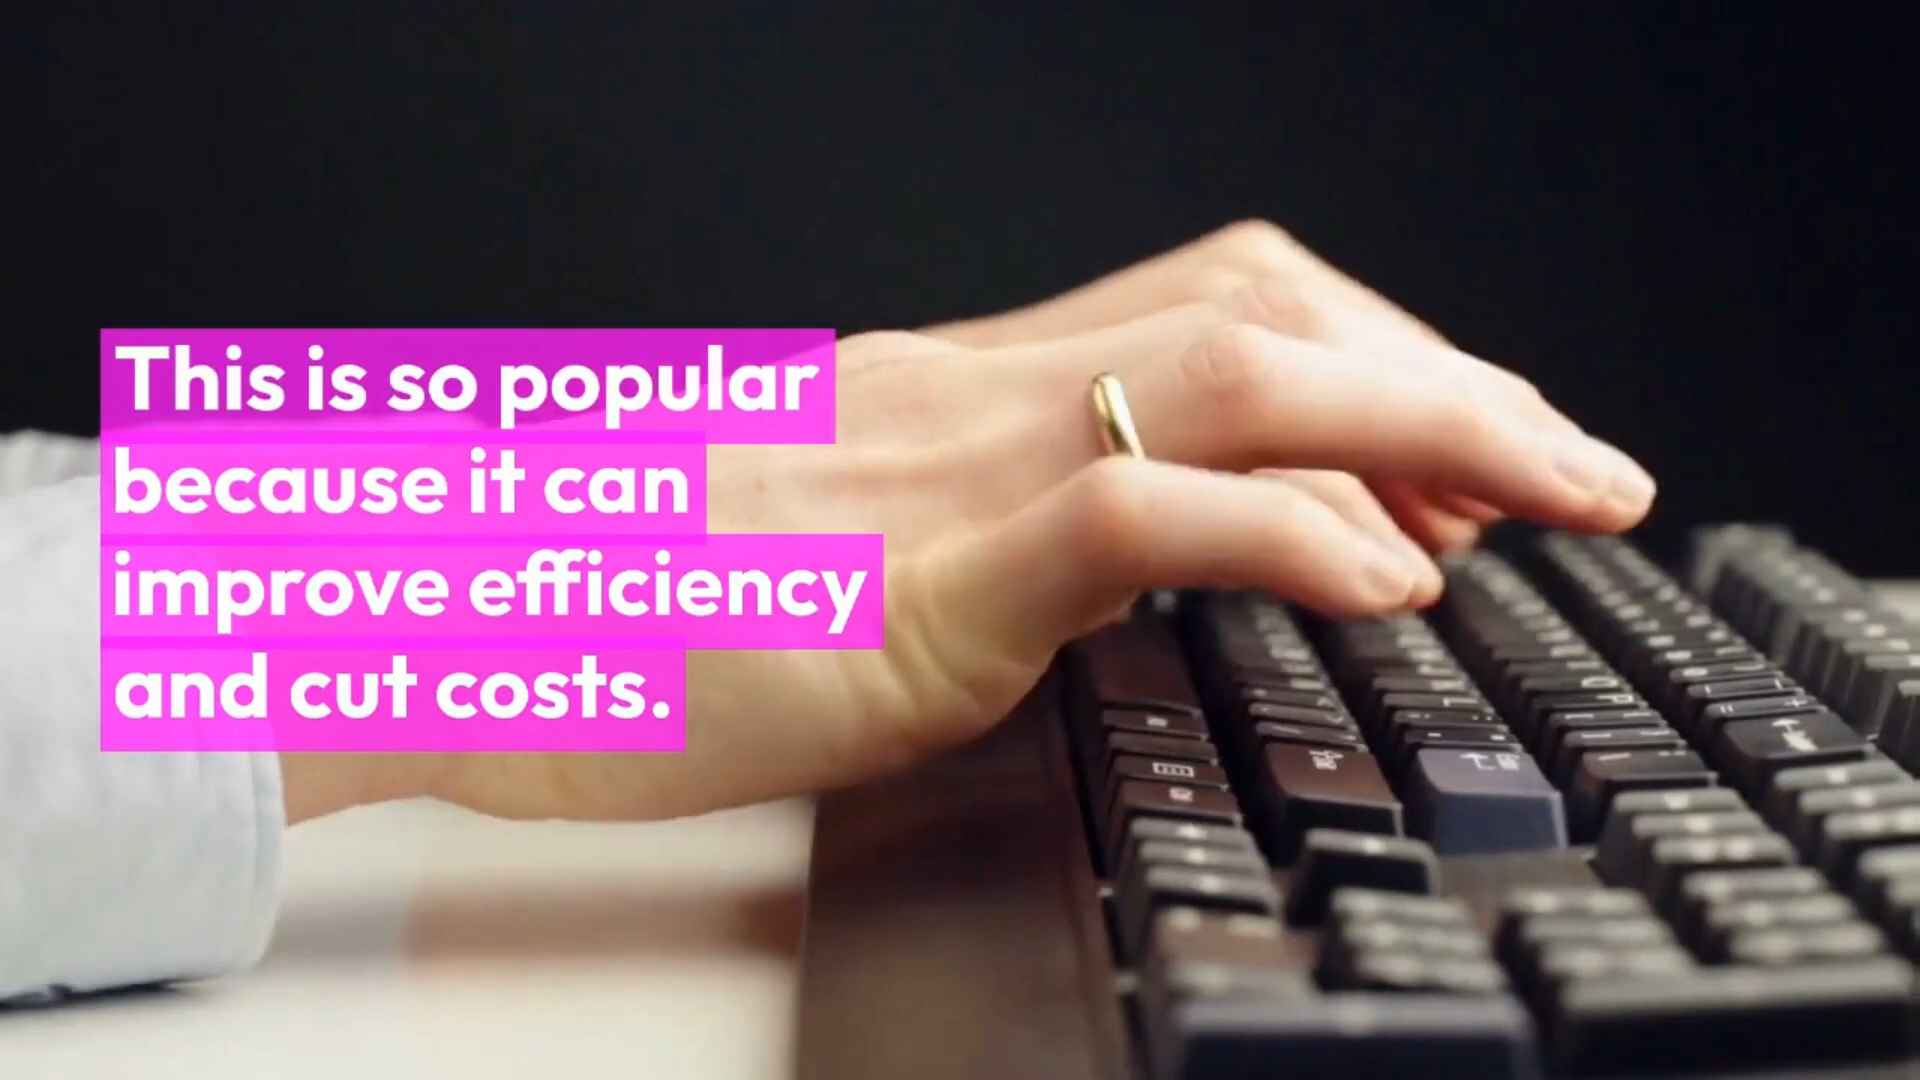 This is so popular
because it can
improve efficiency
and cut costs.